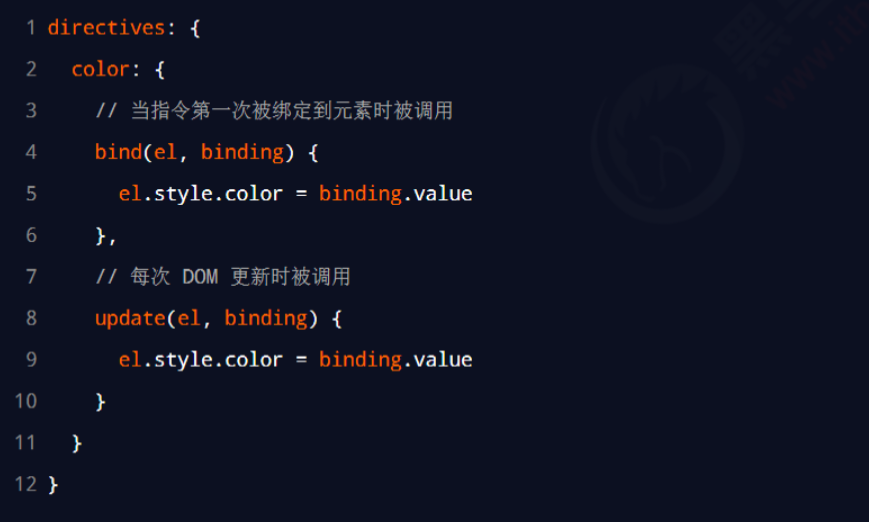 1 directives: {
2 color: {
3 // 当指令第一次被绑定到元素时被调用
4 bind(el, binding) {
5 el.style.color = binding.value
6 },
7 // 每次 DOM 更新时被调用
8 update(el, binding) {
9 el.style.color = binding.value
10 }
11 }
12 }